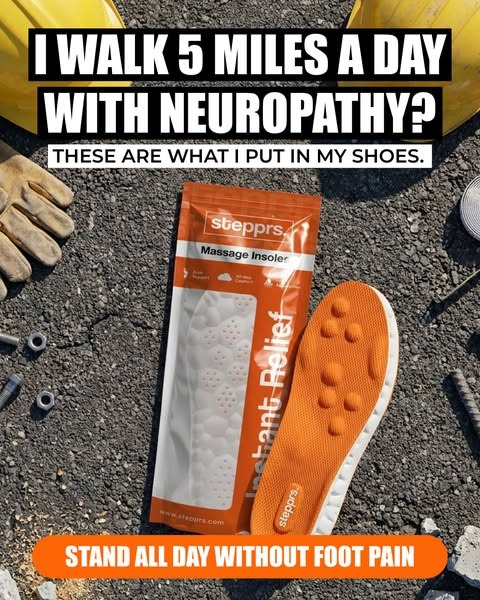 I WALK 5 MILES A DAY
WITH NEUROPATHY?
THESE ARE WHAT I PUT IN MY SHOES.
stepprs.
Massage Insoles
Instant Relief
stepprs.
www.stepprs.com
STAND ALL DAY WITHOUT FOOT PAIN